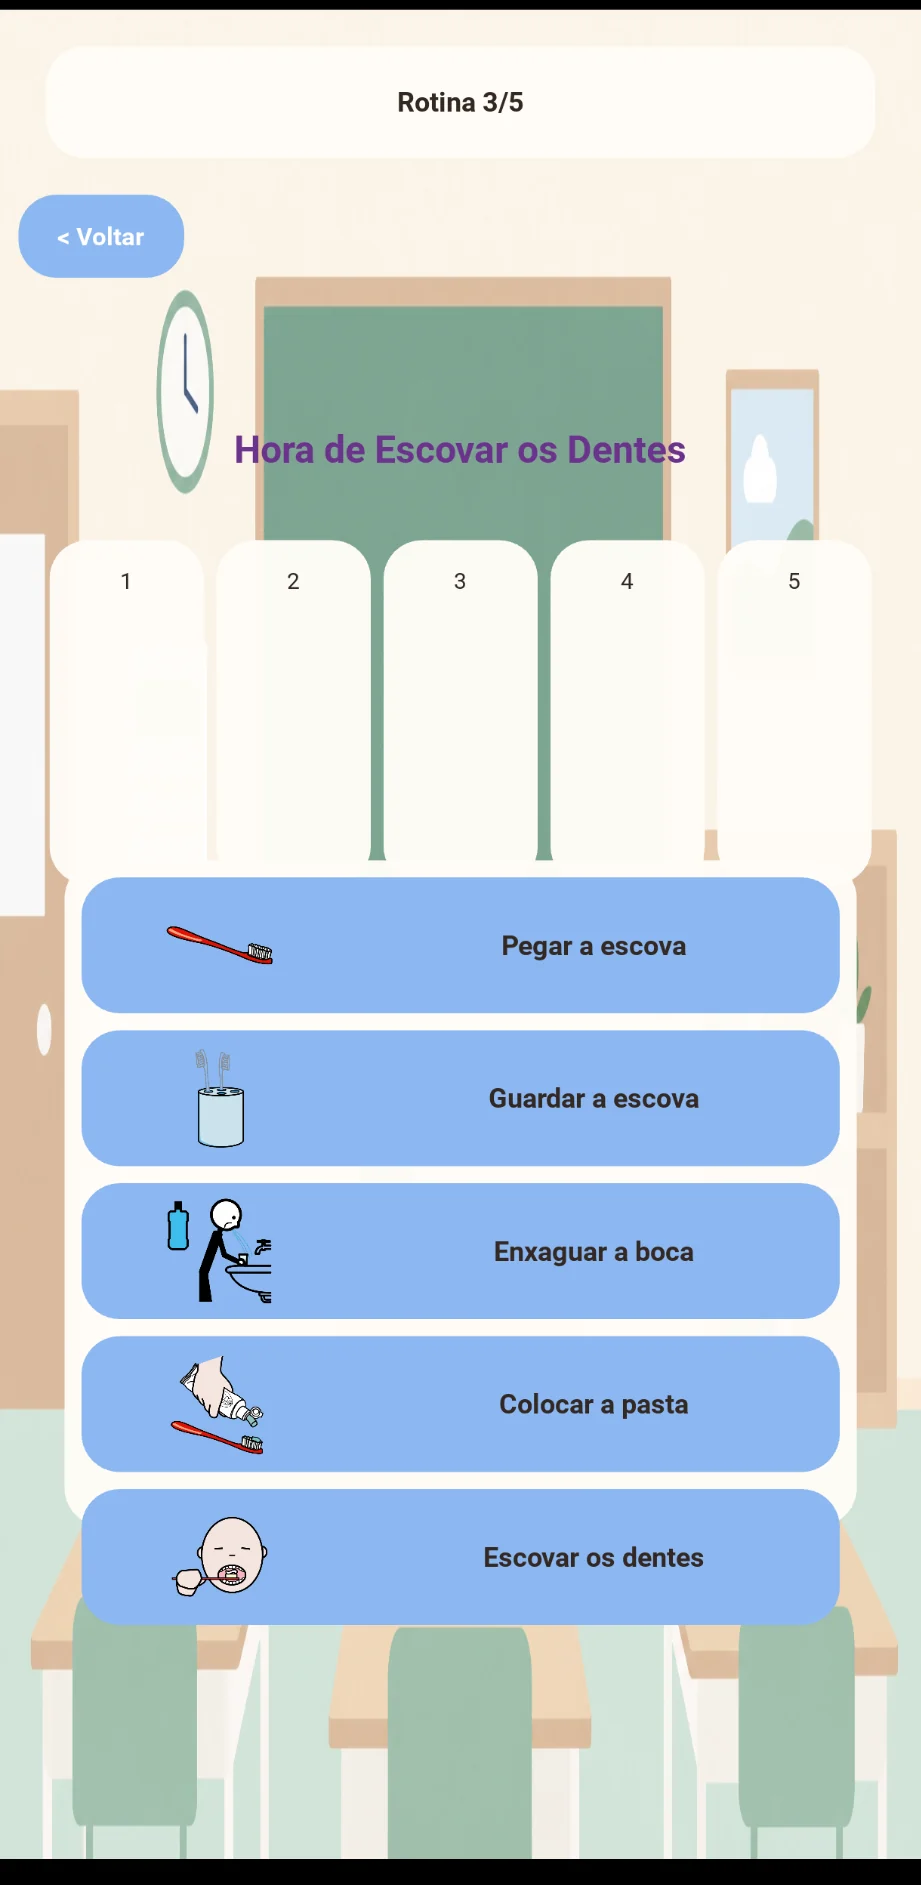 Rotina 3/5
< Voltar
Hora de Escovar os Dentes
1
2
3
4
5
Pegar a escova
Guardar a escova
Enxaguar a boca
Colocar a pasta
Escovar os dentes